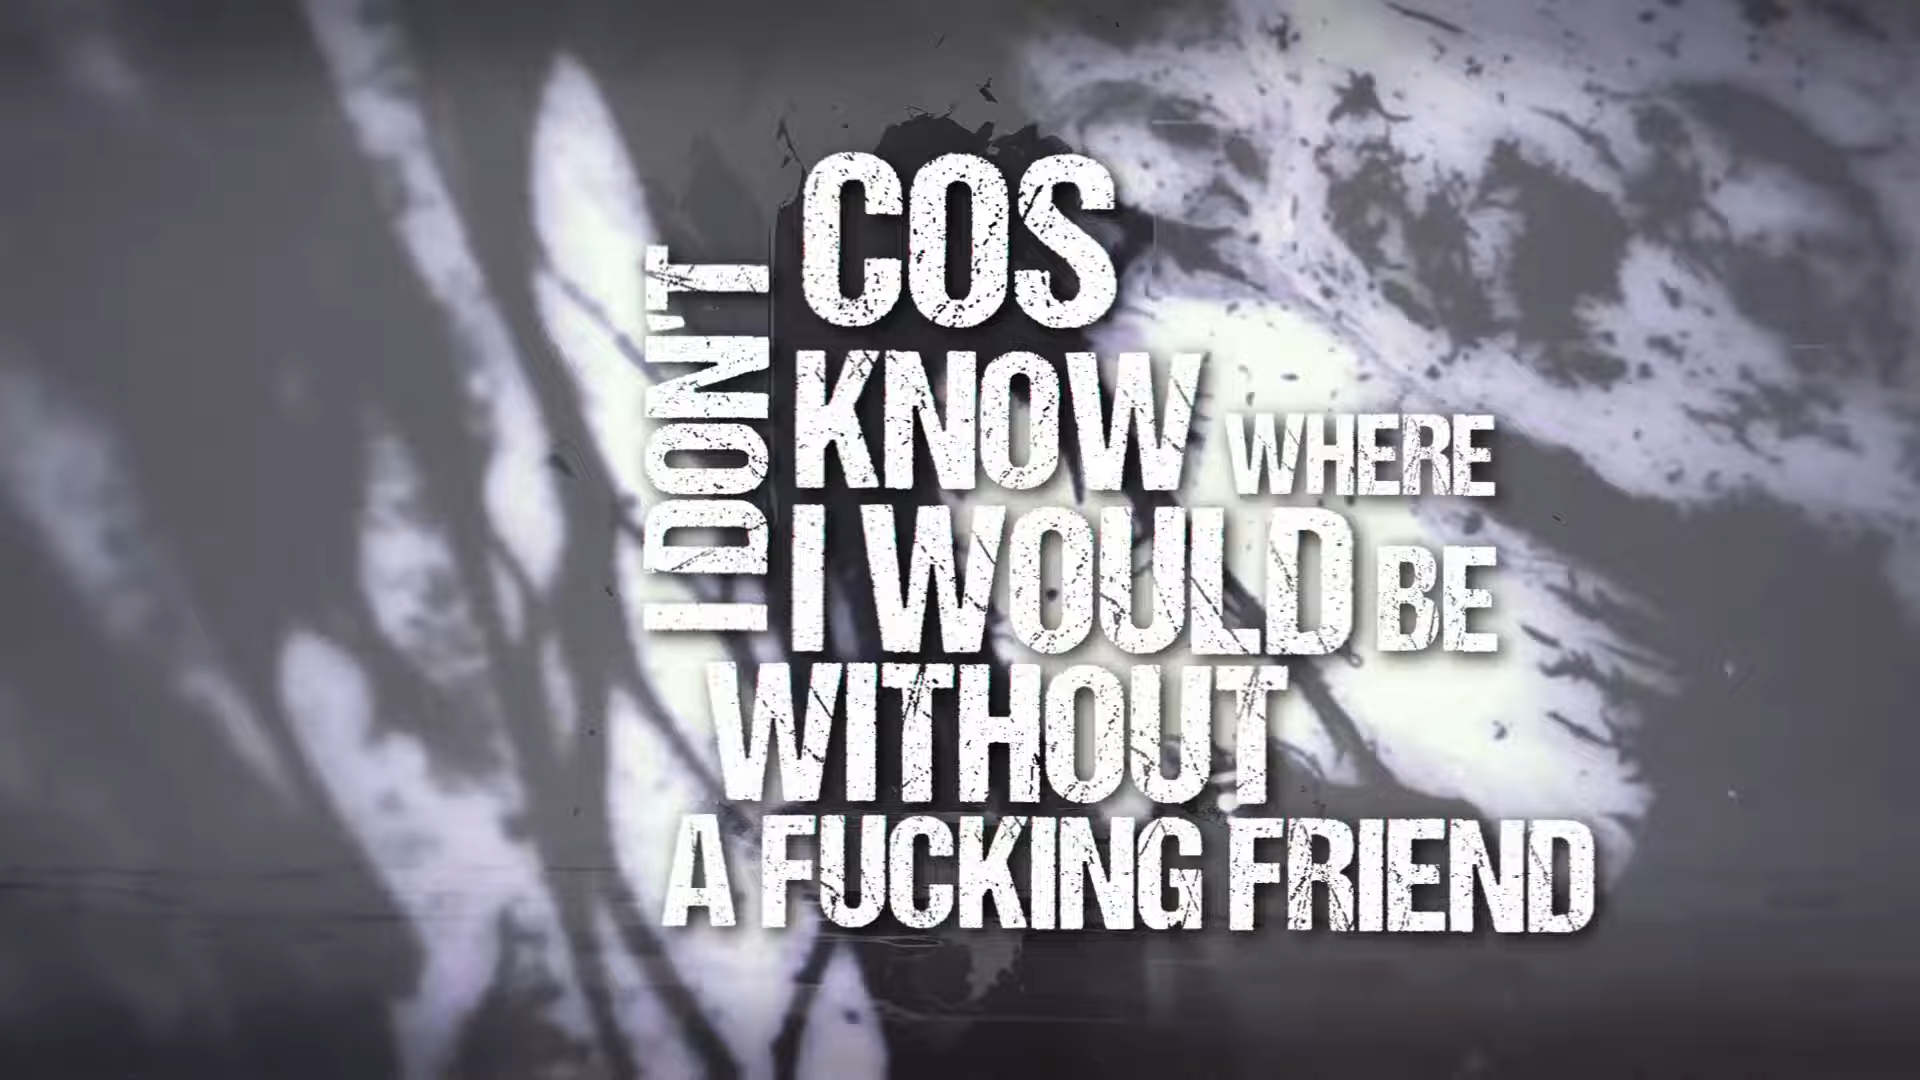 COS
I DON'T
KNOW WHERE
I WOULD BE
WITHOUT
A FUCKING FRIEND